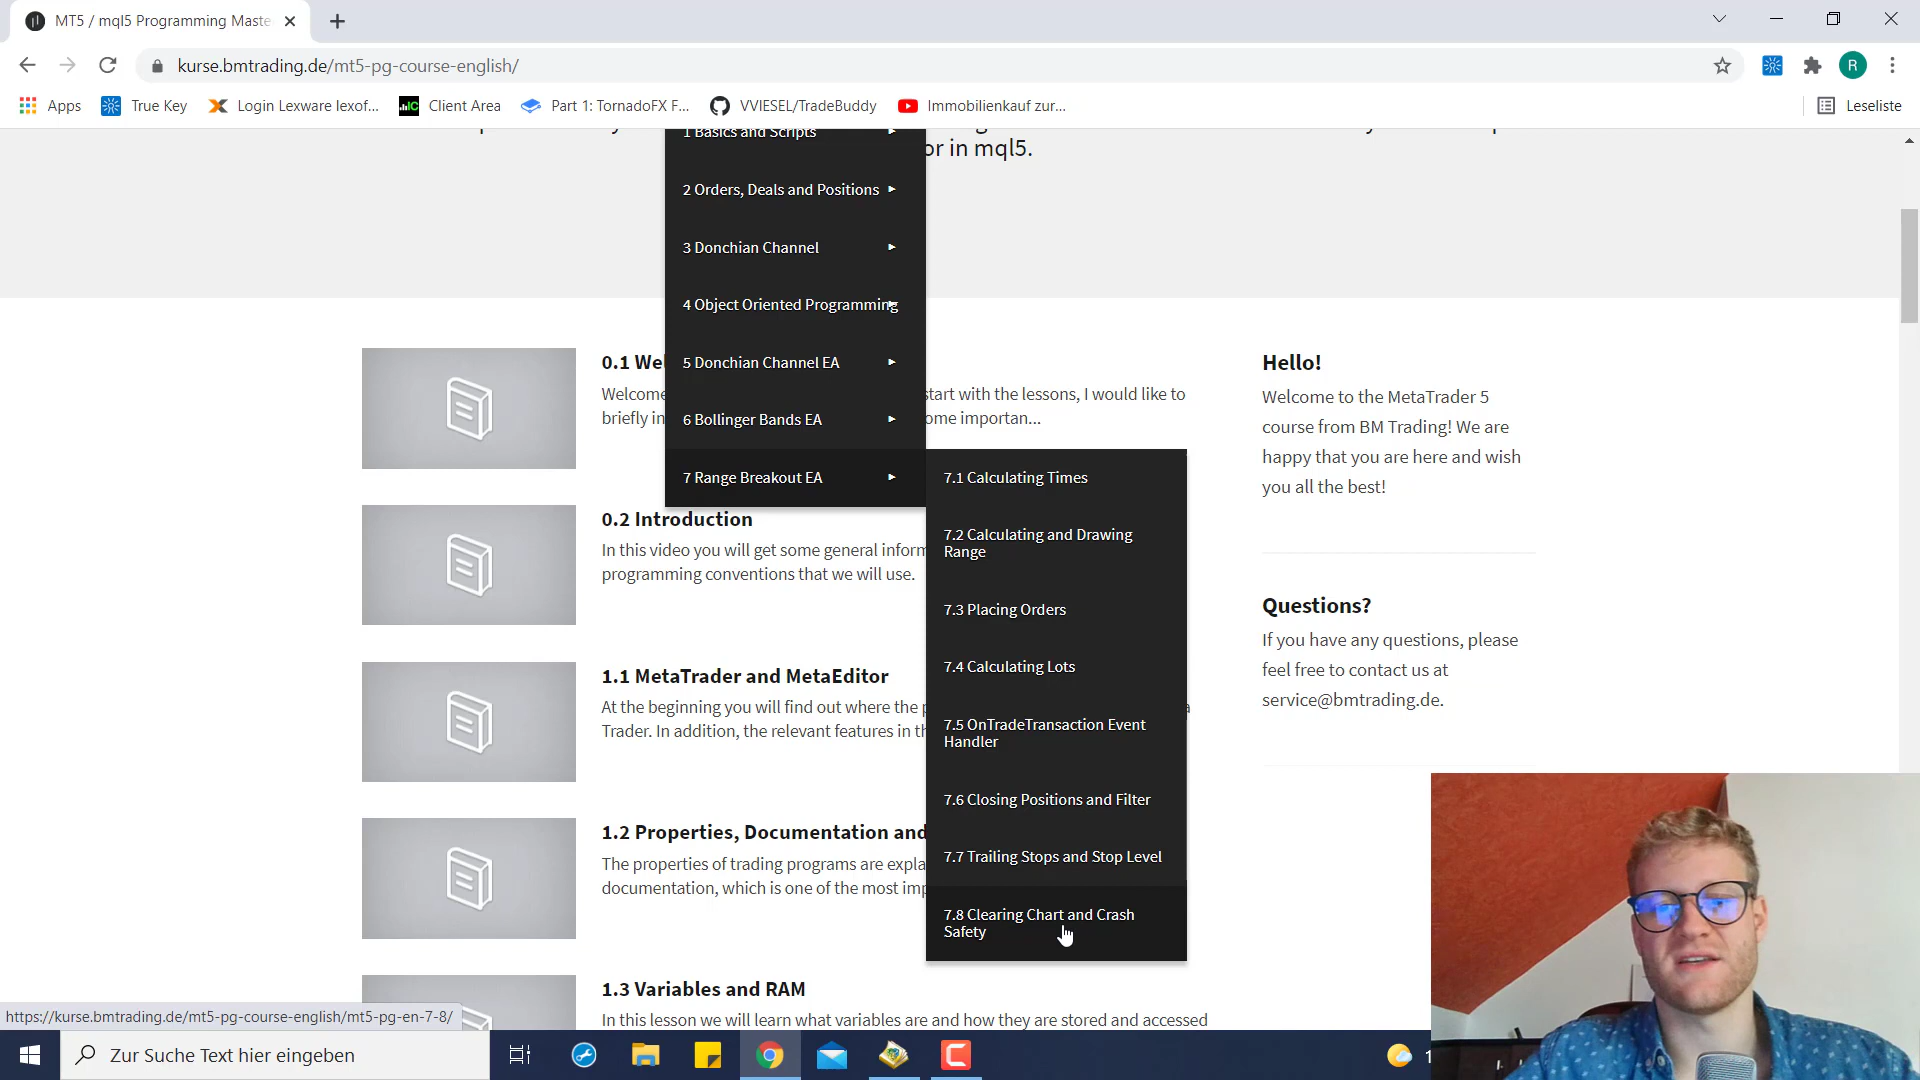 MT5 / mql5 Programming Maste
kurse.bmtrading.de/mt5-pg-course-english/
Apps
True Key
Login Lexware lexof...
IC
Client Area
Part 1: TornadoFX F...
VVIESEL/TradeBuddy
Immobilienkauf zur...
Leseliste
R
or in mql5.
1 Basics and Scripts
2 Orders, Deals and Positions
3 Donchian Channel
4 Object Oriented Programming
5 Donchian Channel EA
6 Bollinger Bands EA
7 Range Breakout EA
7.1 Calculating Times
7.2 Calculating and Drawing
Range
7.3 Placing Orders
7.4 Calculating Lots
7.5 OnTradeTransaction Event
Handler
7.6 Closing Positions and Filter
7.7 Trailing Stops and Stop Level
7.8 Clearing Chart and Crash
Safety
0.1 Wel
Welcome start with the lessons, I would like to
briefly in ome importan...
0.2 Introduction
In this video you will get some general inform
programming conventions that we will use.
1.1 MetaTrader and MetaEditor
At the beginning you will find out where the p a
Trader. In addition, the relevant features in th
1.2 Properties, Documentation and
The properties of trading programs are expla
documentation, which is one of the most imp
1.3 Variables and RAM
In this lesson we will learn what variables are and how they are stored and accessed
Hello!
Welcome to the MetaTrader 5
course from BM Trading! We are
happy that you are here and wish
you all the best!
Questions?
If you have any questions, please
feel free to contact us at
service@bmtrading.de.
https://kurse.bmtrading.de/mt5-pg-course-english/mt5-pg-en-7-8/
Zur Suche Text hier eingeben